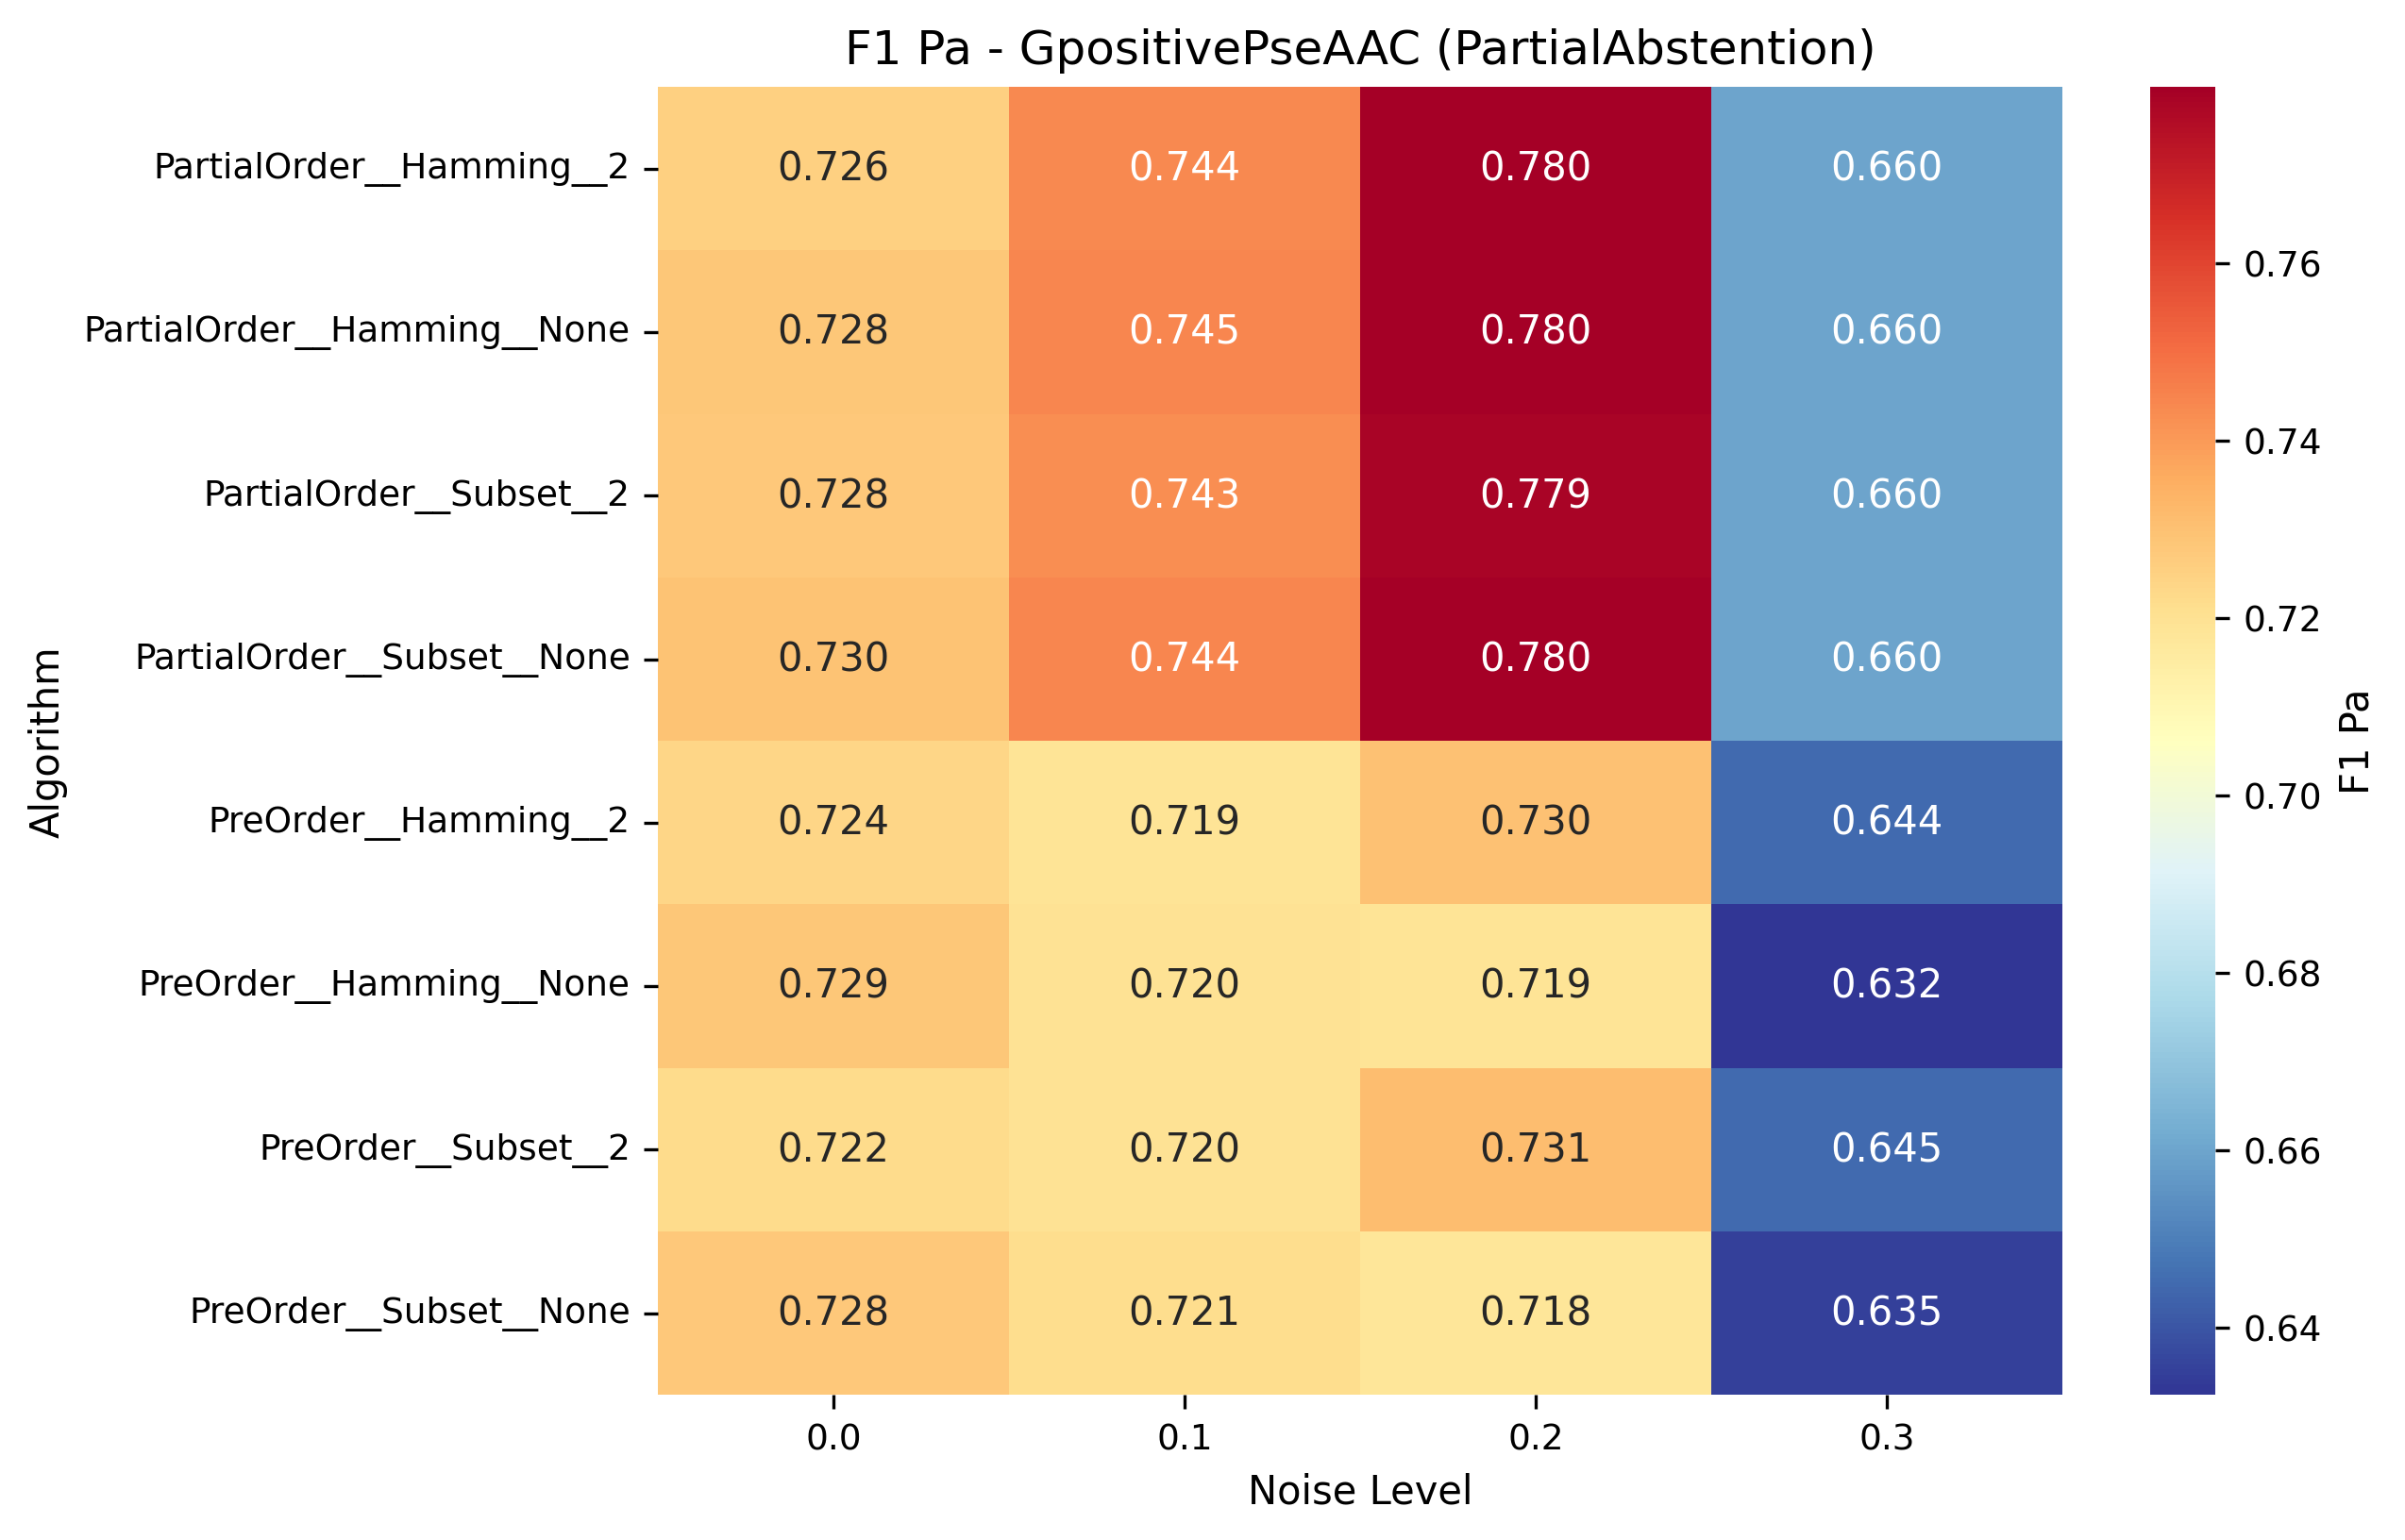 F1 Pa - GpositivePseAAC (PartialAbstention)
PartialOrder__Hamming__2 0.726 0.744 0.780 0.660
PartialOrder__Hamming__None 0.728 0.745 0.780 0.660
PartialOrder__Subset__2 0.728 0.743 0.779 0.660
PartialOrder__Subset__None 0.730 0.744 0.780 0.660
PreOrder__Hamming__2 0.724 0.719 0.730 0.644
PreOrder__Hamming__None 0.729 0.720 0.719 0.632
PreOrder__Subset__2 0.722 0.720 0.731 0.645
PreOrder__Subset__None 0.728 0.721 0.718 0.635
0.0 0.1 0.2 0.3
Noise Level
Algorithm
0.76
0.74
0.72
0.70
0.68
0.66
0.64
F1 Pa